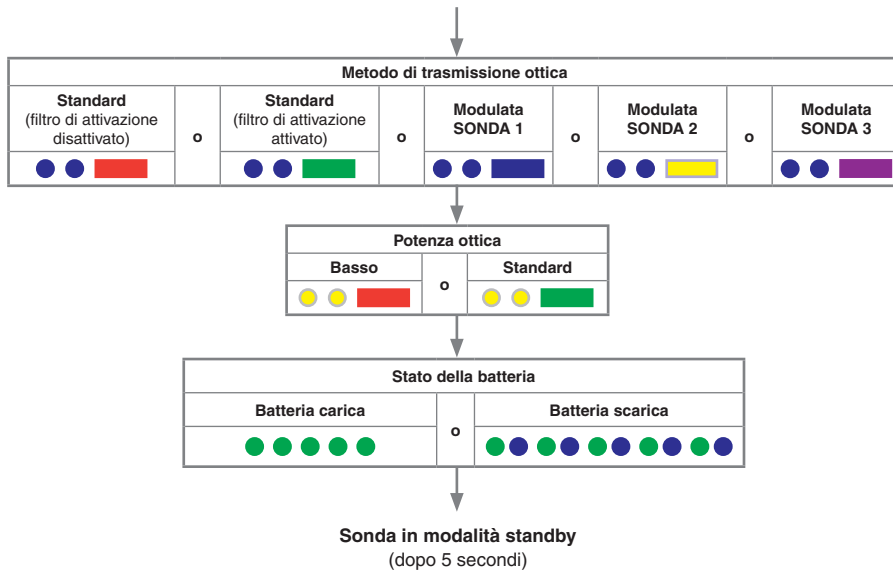 Metodo di trasmissione ottica
Standard
(filtro di attivazione
disattivato)
o
Standard
(filtro di attivazione
attivato)
o
Modulata
SONDA 1
o
Modulata
SONDA 2
o
Modulata
SONDA 3
Potenza ottica
Basso
o
Standard
Stato della batteria
Batteria carica
o
Batteria scarica
Sonda in modalità standby
(dopo 5 secondi)